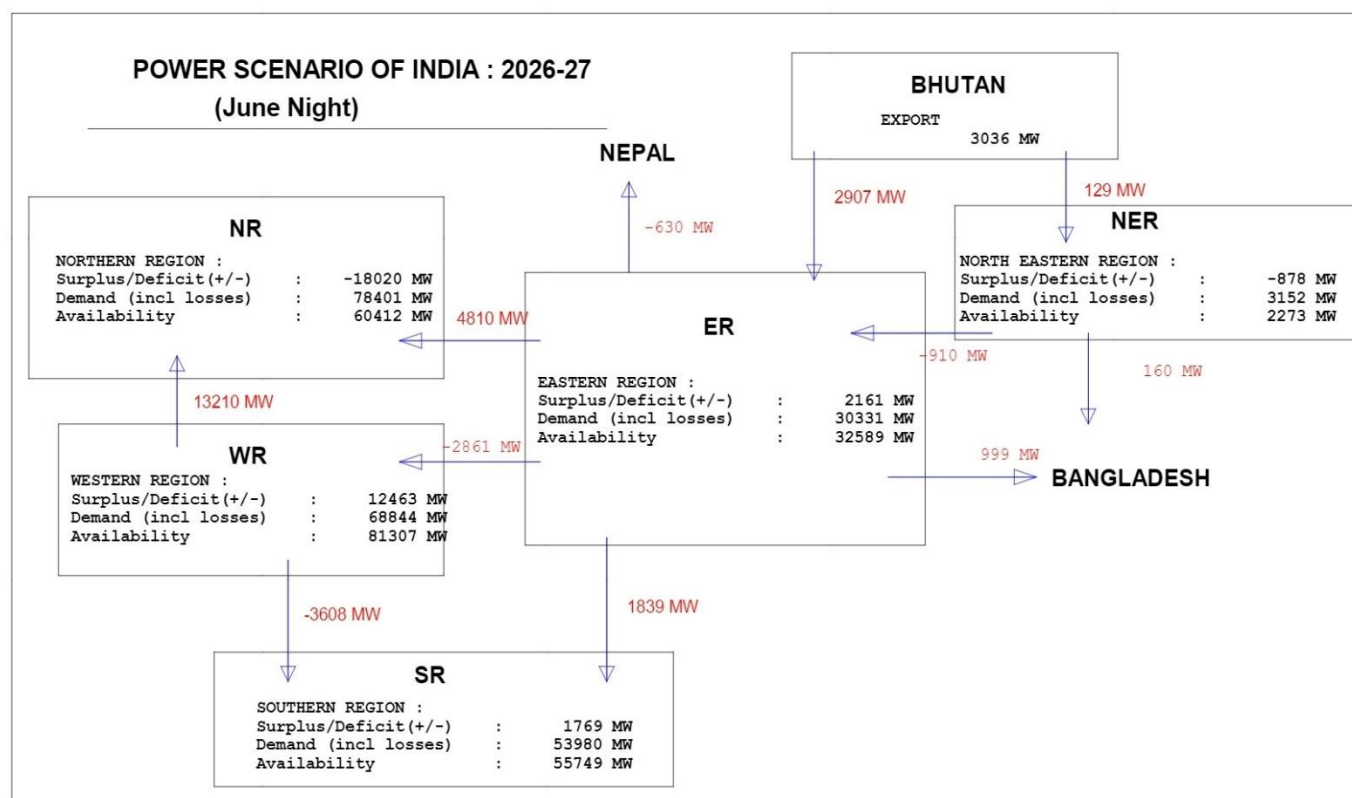 POWER SCENARIO OF INDIA : 2026-27
(June Night)
BHUTAN
EXPORT
3036 MW
NEPAL
2907 MW
129 MW
-630 MW
NR
NORTHERN REGION :
Surplus/Deficit(+/-) : -18020 MW
Demand (incl losses) : 78401 MW
Availability : 60412 MW
NER
NORTH EASTERN REGION :
Surplus/Deficit(+/-) : -878 MW
Demand (incl losses) : 3152 MW
Availability : 2273 MW
4810 MW
ER
EASTERN REGION :
Surplus/Deficit(+/-) : 2161 MW
Demand (incl losses) : 30331 MW
Availability : 32589 MW
-910 MW
160 MW
13210 MW
-2861 MW
999 MW
BANGLADESH
WR
WESTERN REGION :
Surplus/Deficit(+/-) : 12463 MW
Demand (incl losses) : 68844 MW
Availability : 81307 MW
-3608 MW
1839 MW
SR
SOUTHERN REGION :
Surplus/Deficit(+/-) : 1769 MW
Demand (incl losses) : 53980 MW
Availability : 55749 MW